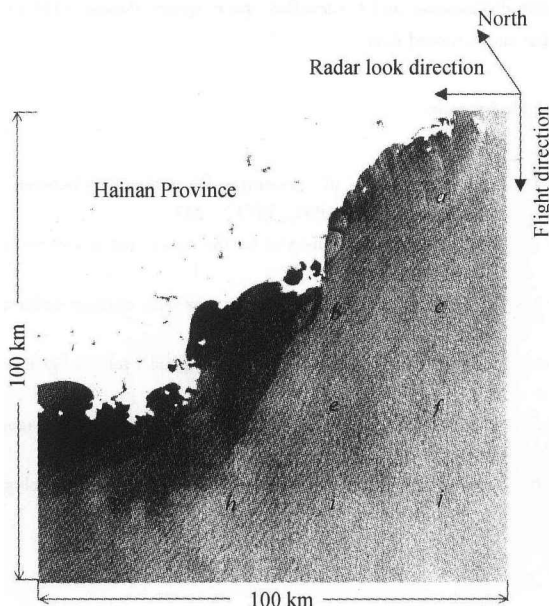 North
Radar look direction
Flight direction
Hainan Province
a
b c
e f
h i j
100 km
100 km